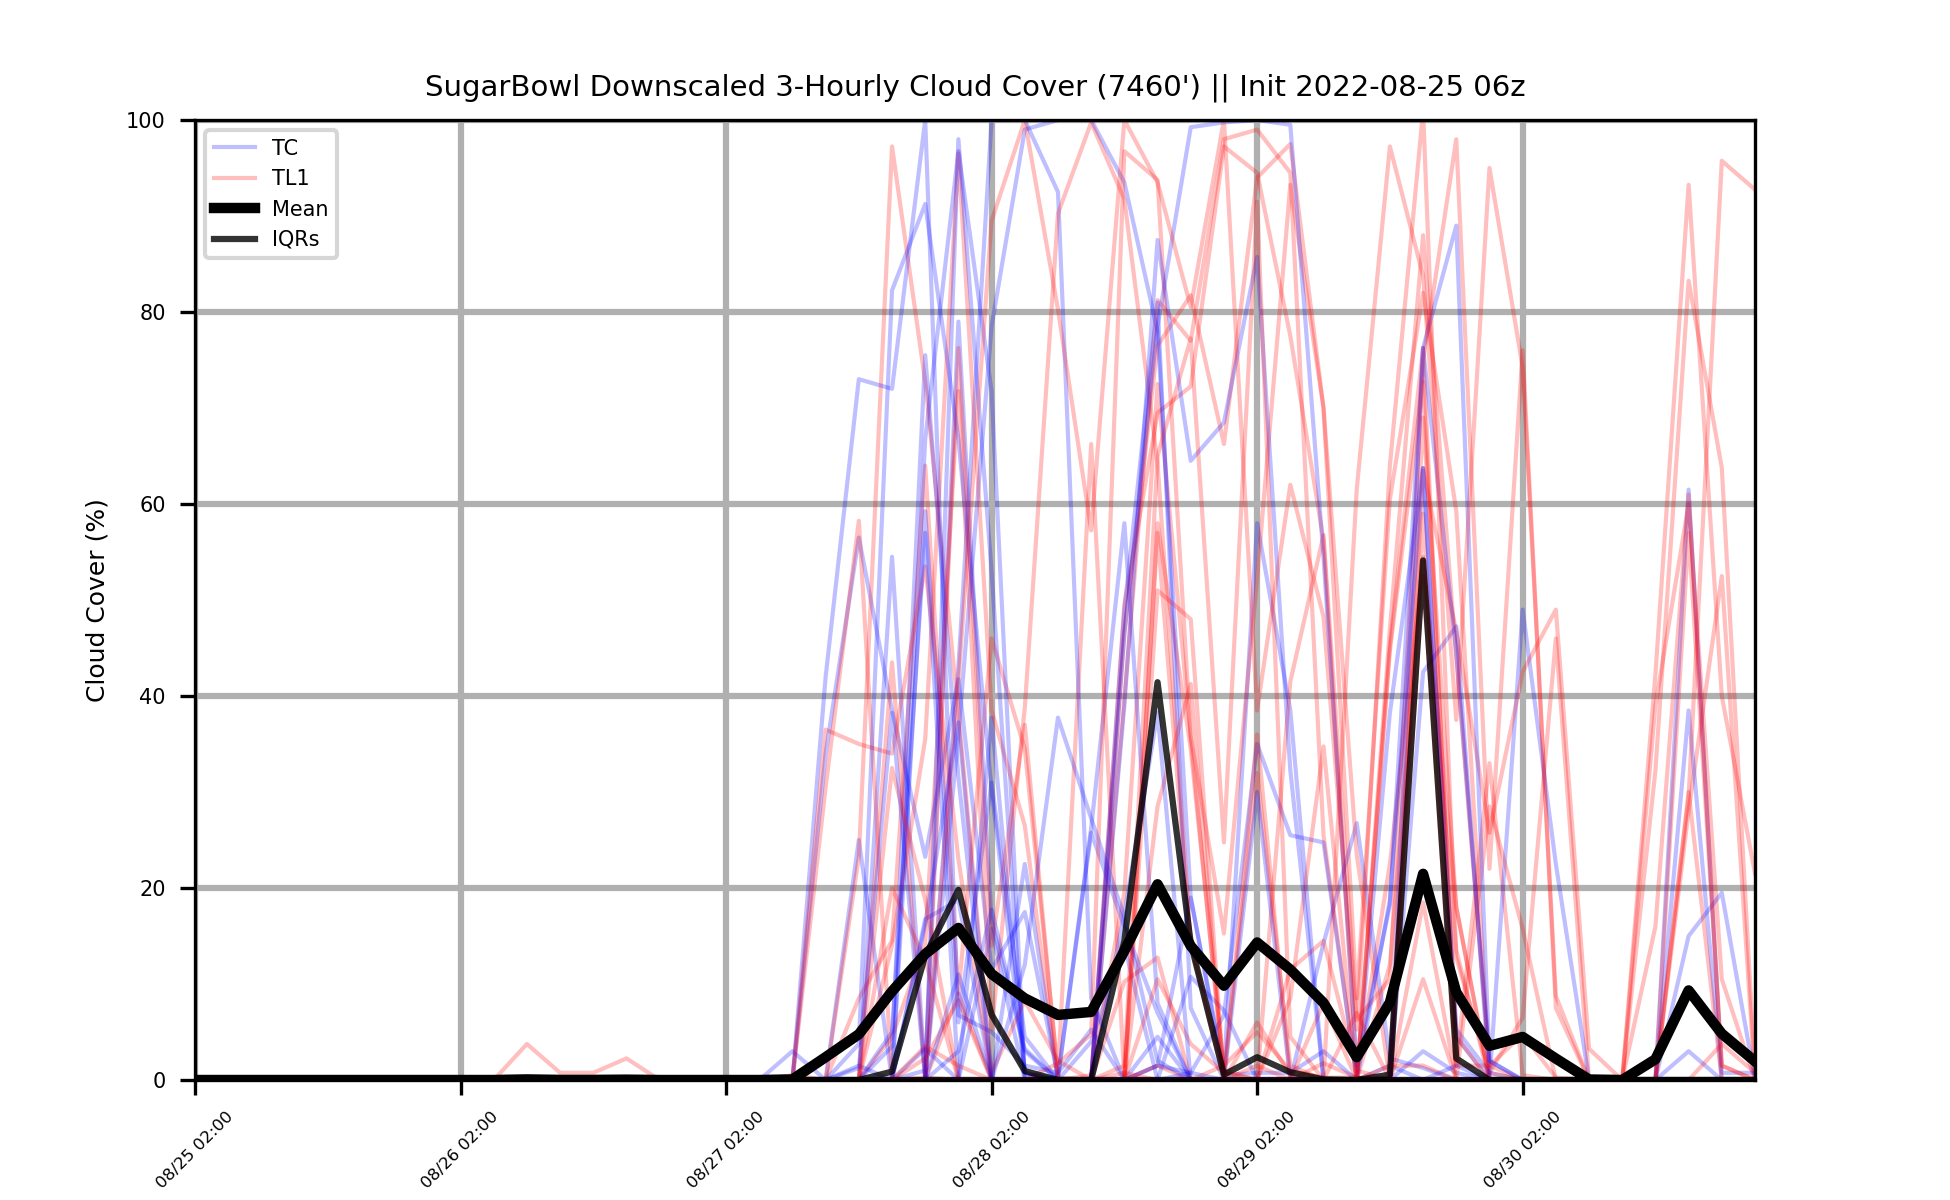 SugarBowl Downscaled 3-Hourly Cloud Cover (7460') || Init 2022-08-25 06z
100
80
60
40
20
0
Cloud Cover (%)
TC
TL1
Mean
IQRs
08/25 02:00
08/26 02:00
08/27 02:00
08/28 02:00
08/29 02:00
08/30 02:00